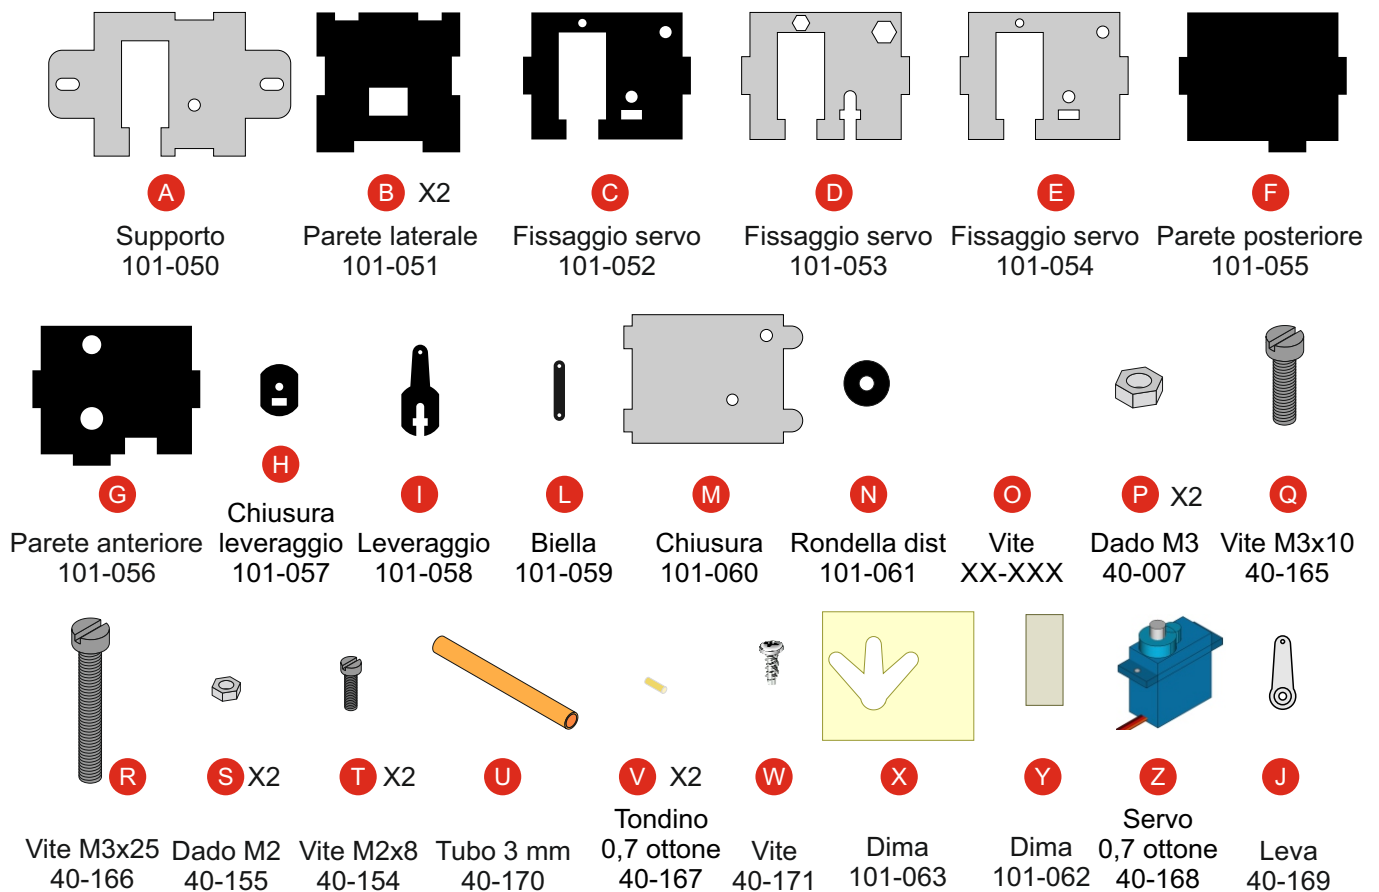 A
B X2
C
D
E
F
Supporto
101-050
Parete laterale
101-051
Fissaggio servo
101-052
Fissaggio servo
101-053
Fissaggio servo
101-054
Parete posteriore
101-055
G
H
I
L
M
N
O
P X2
Q
Parete anteriore
101-056
Chiusura
leveraggio
101-057
Leveraggio
101-058
Biella
101-059
Chiusura
101-060
Rondella dist
101-061
Vite
XX-XXX
Dado M3
40-007
Vite M3x10
40-165
R
S X2
T X2
U
V X2
W
X
Y
Z
J
Vite M3x25
40-166
Dado M2
40-155
Vite M2x8
40-154
Tubo 3 mm
40-170
Tondino
0,7 ottone
40-167
Vite
40-171
Dima
101-063
Dima
101-062
Servo
0,7 ottone
40-168
Leva
40-169